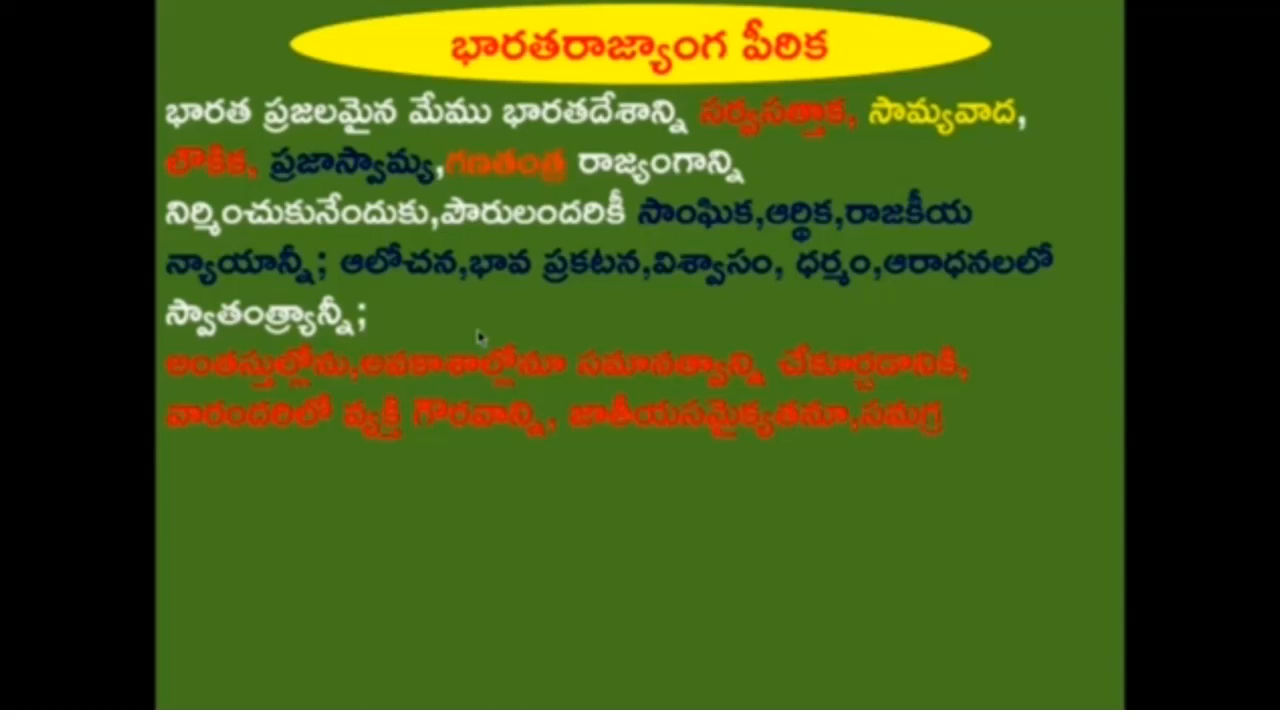 భారతరాజ్యాంగ పీఠిక
భారత ప్రజలమైన మేము భారతదేశాన్ని సర్వసత్తాక, సామ్యవాద,
లౌకిక, ప్రజాస్వామ్య,గణతంత్ర రాజ్యంగాన్ని
నిర్మించుకునేందుకు,పౌరులందరికీ సాంఘిక,ఆర్థిక,రాజకీయ
న్యాయాన్నీ; ఆలోచన,భావ ప్రకటన,విశ్వాసం, ధర్మం,ఆరాధనలలో
స్వాతంత్ర్యాన్నీ;
అంతస్తుల్లోను,అవకాశాల్లోనూ సమానత్వాన్ని చేకూర్చడానికి,
వారందరిలో వ్యక్తి గౌరవాన్ని, జాతీయసమైక్యతనూ,సమగ్ర